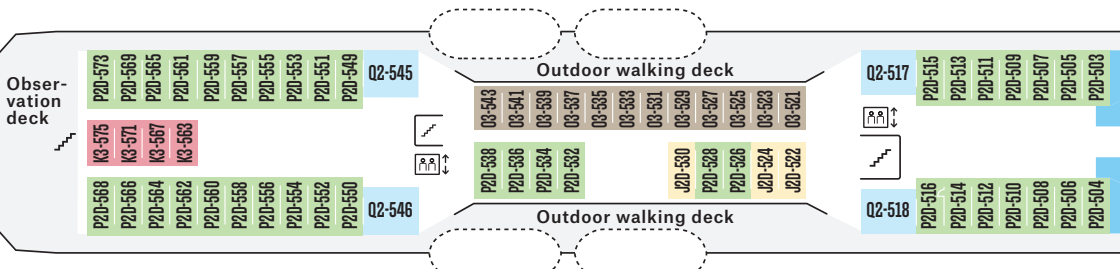 Outdoor walking deck
Obser-
vation
deck
P2D-573
P2D-569
P2D-565
P2D-561
P2D-559
P2D-557
P2D-555
P2D-553
P2D-551
P2D-549
Q2-545
O3-543
O3-541
O3-539
O3-537
O3-535
O3-533
O3-531
O3-529
O3-527
O3-525
O3-523
O3-521
Q2-517
P2D-515
P2D-513
P2D-511
P2D-509
P2D-507
P2D-505
P2D-503
K3-575
K3-571
K3-567
K3-563
P2D-538
P2D-536
P2D-534
P2D-532
J2D-530
P2D-528
P2D-526
J2D-524
J2D-522
P2D-568
P2D-566
P2D-564
P2D-562
P2D-560
P2D-558
P2D-556
P2D-554
P2D-552
P2D-550
Q2-546
Q2-518
P2D-516
P2D-514
P2D-512
P2D-510
P2D-508
P2D-506
P2D-504
Outdoor walking deck